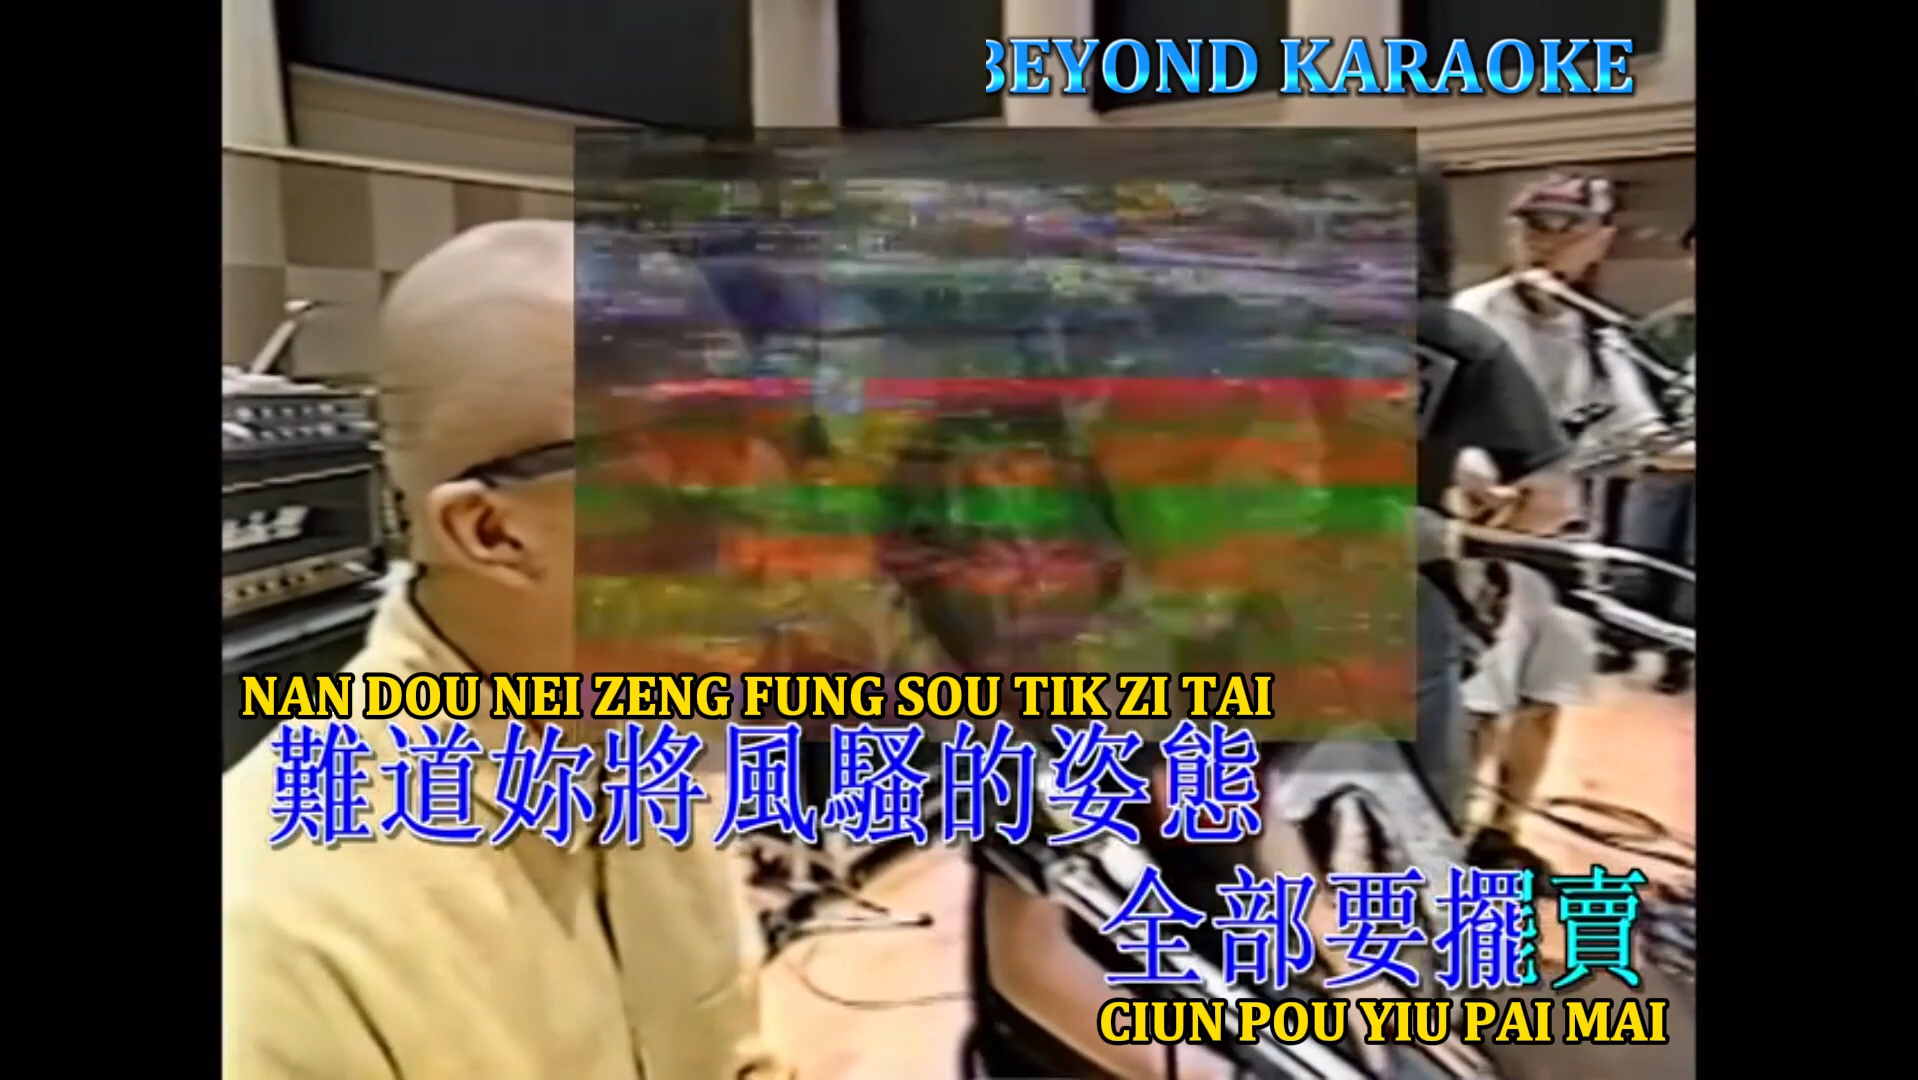 BEYOND KARAOKE
NAN DOU NEI ZENG FUNG SOU TIK ZI TAI
難道妳將風騷的姿態
全部要擺賣
CIUN POU YIU PAI MAI